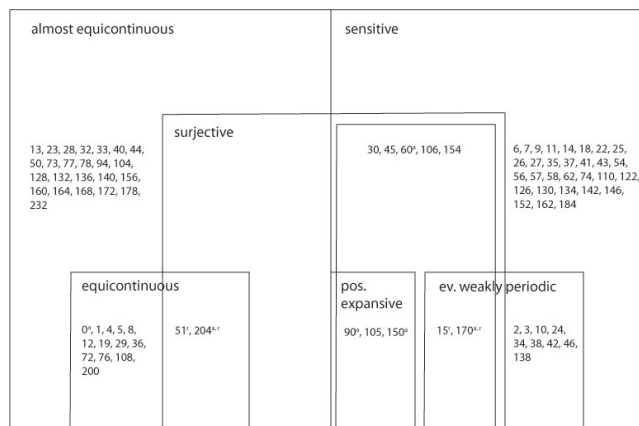 almost equicontinuous
sensitive
surjective
13, 23, 28, 32, 33, 40, 44,
50, 73, 77, 78, 94, 104,
128, 132, 136, 140, 156,
160, 164, 168, 172, 178,
232
30, 45, 60ᵃ, 106, 154
6, 7, 9, 11, 14, 18, 22, 25,
26, 27, 35, 37, 41, 43, 54,
56, 57, 58, 62, 74, 110, 122,
126, 130, 134, 142, 146,
152, 162, 184
equicontinuous
0ᵃ, 1, 4, 5, 8,
12, 19, 29, 36,
72, 76, 108,
200
51ʳ, 204ᵃ·ʳ
pos.
expansive
90ᵃ, 105, 150ᵃ
ev. weakly periodic
15ʳ, 170ᵃ·ʳ
2, 3, 10, 24,
34, 38, 42, 46,
138